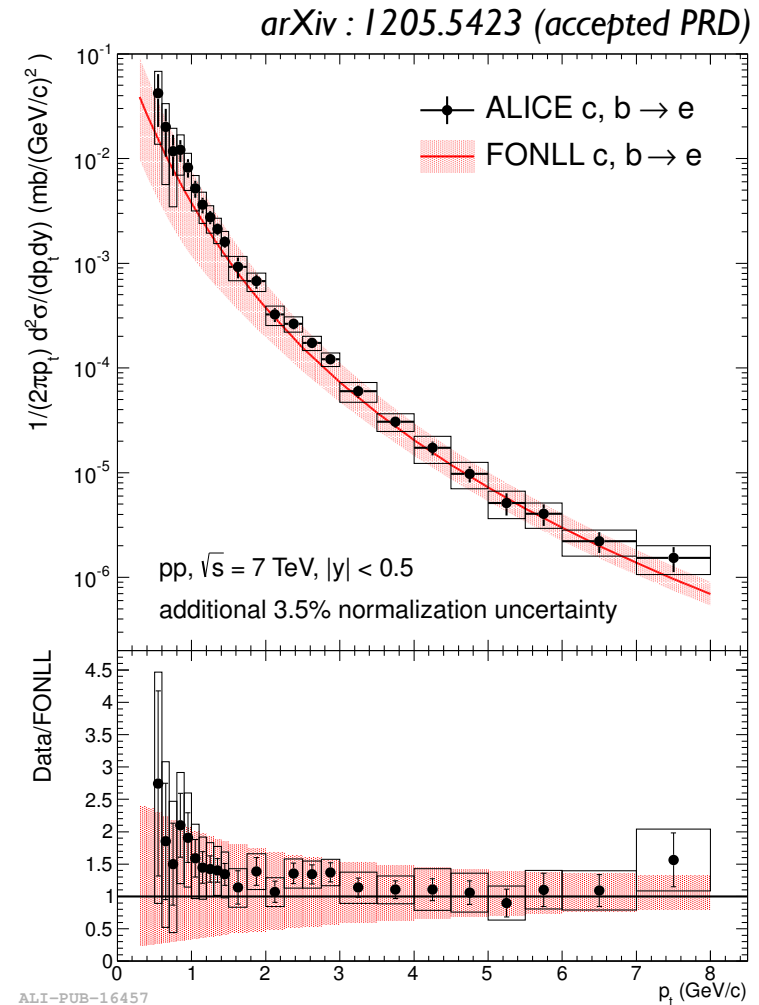 arXiv : 1205.5423 (accepted PRD)
1/(2πp_t) d²σ/(dp_tdy) (mb/(GeV/c)²)
10⁻¹
10⁻²
10⁻³
10⁻⁴
10⁻⁵
10⁻⁶
ALICE c, b → e
FONLL c, b → e
pp, √s = 7 TeV, |y| < 0.5
additional 3.5% normalization uncertainty
Data/FONLL
4.5
4
3.5
3
2.5
2
1.5
1
0.5
0
0 1 2 3 4 5 6 7 8
p_t (GeV/c)
ALI-PUB-16457